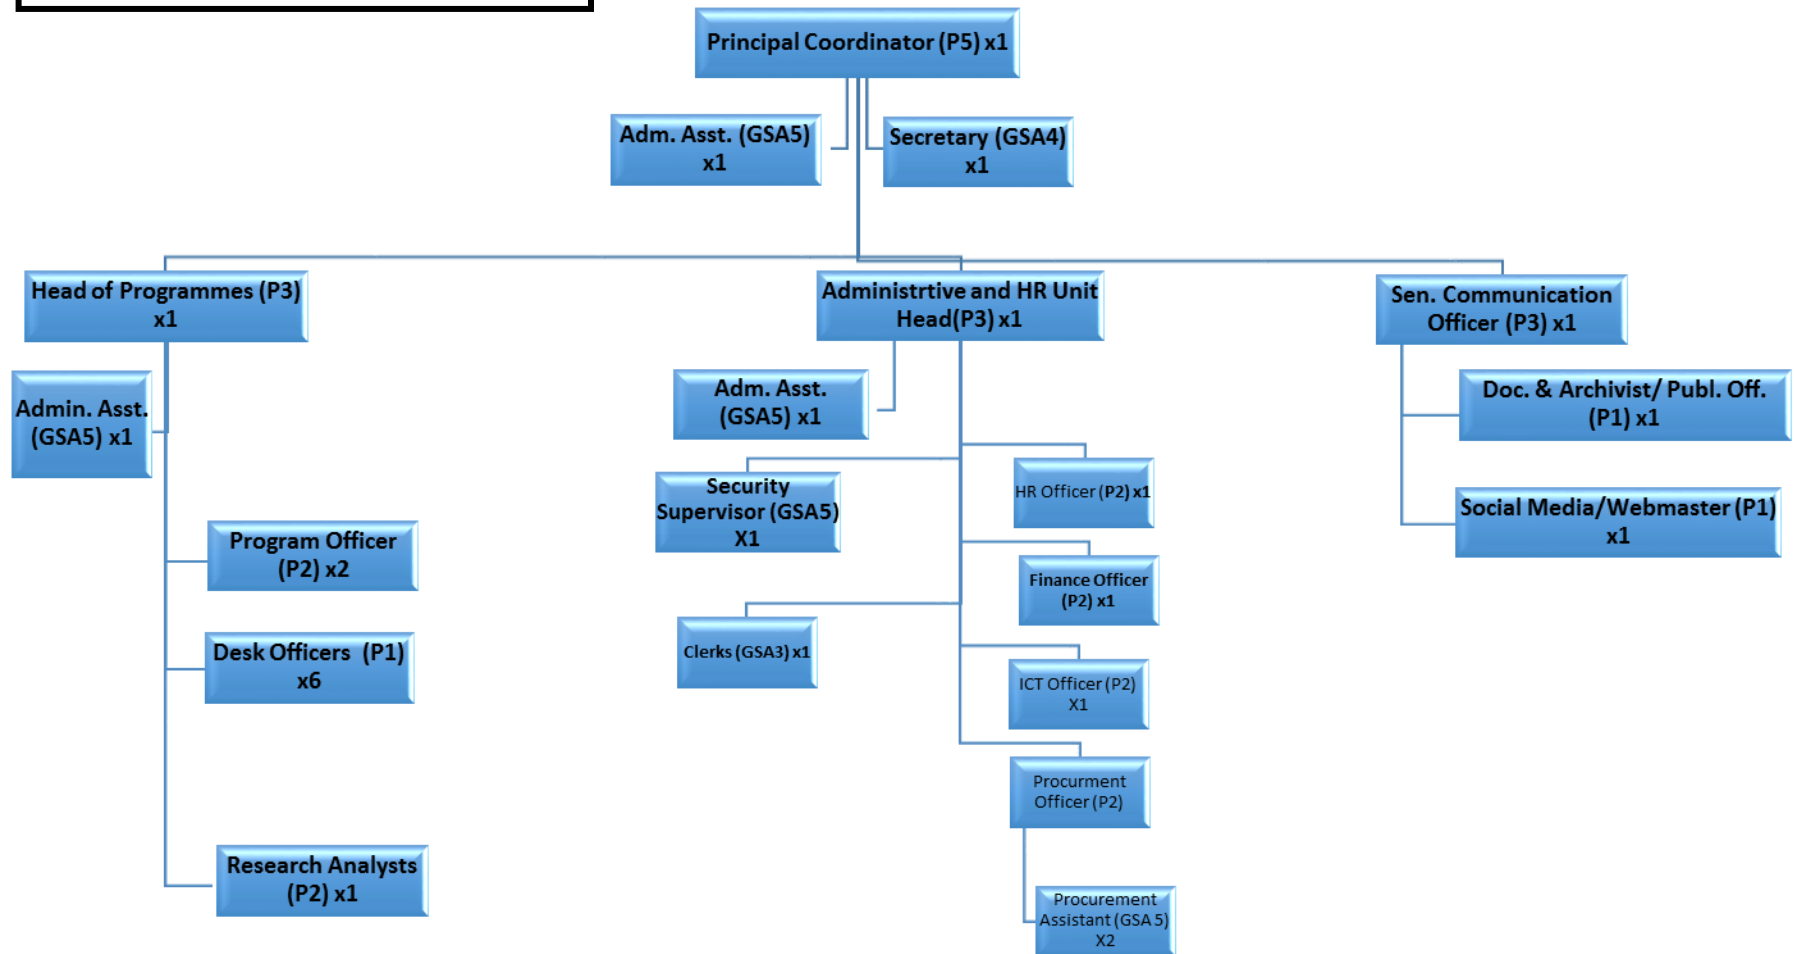 Principal Coordinator (P5) x1
Adm. Asst. (GSA5)
x1
Secretary (GSA4)
x1
Head of Programmes (P3)
x1
Administrtive and HR Unit
Head(P3) x1
Sen. Communication
Officer (P3) x1
Admin. Asst.
(GSA5) x1
Program Officer
(P2) x2
Desk Officers (P1)
x6
Research Analysts
(P2) x1
Adm. Asst.
(GSA5) x1
Security
Supervisor (GSA5)
X1
Clerks (GSA3) x1
HR Officer (P2) x1
Finance Officer
(P2) x1
ICT Officer (P2)
X1
Procurment
Officer (P2)
Procurement
Assistant (GSA 5)
X2
Doc. & Archivist/ Publ. Off.
(P1) x1
Social Media/Webmaster (P1)
x1